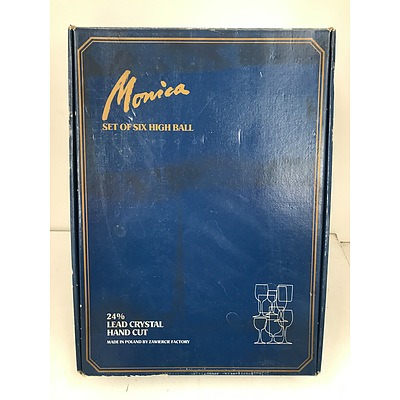 Monica
SET OF SIX HIGH BALL
24%
LEAD CRYSTAL
HAND CUT
MADE IN POLAND BY ZAWIERCIE FACTORY